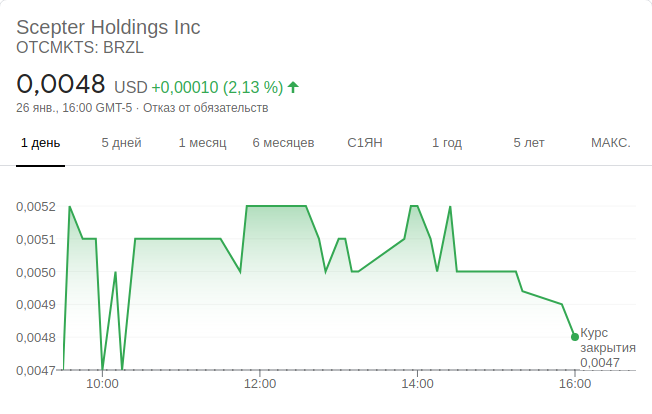 Scepter Holdings Inc
OTCMKTS: BRZL
0,0048 USD +0,00010 (2,13 %)
26 янв., 16:00 GMT-5 · Отказ от обязательств
1 день 5 дней 1 месяц 6 месяцев С1ЯН 1 год 5 лет МАКС.
0,0052
0,0051
0,0050
0,0049
0,0048
0,0047
Курс
закрытия
0,0047
10:00 12:00 14:00 16:00